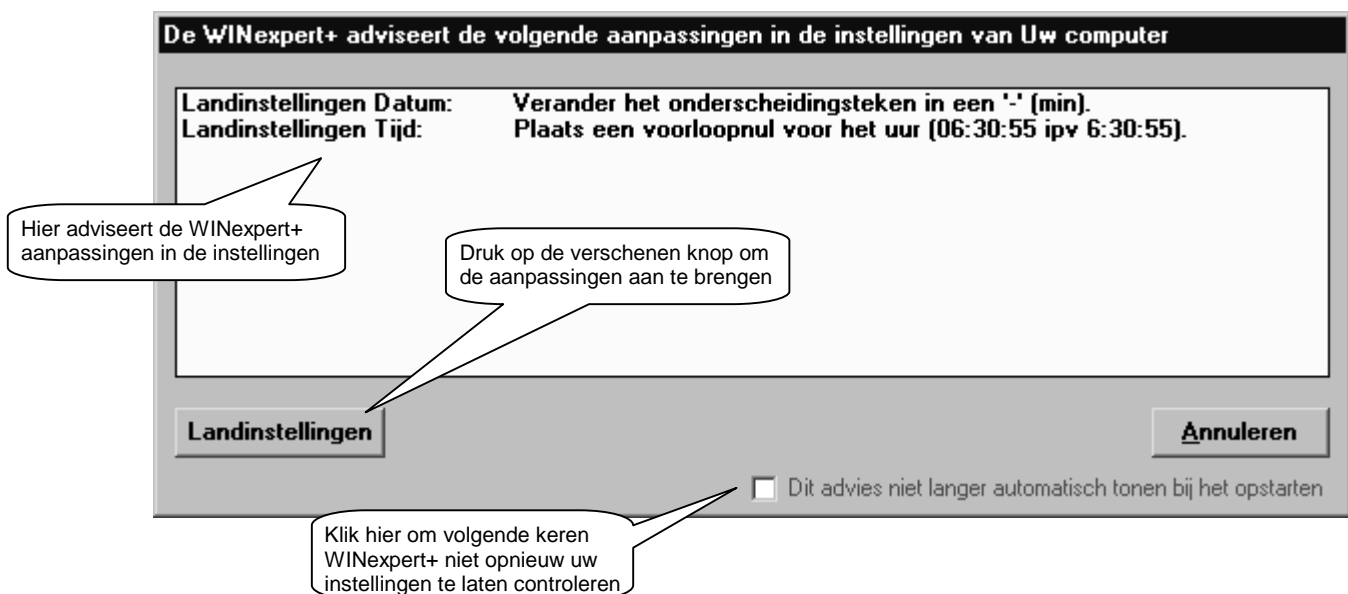 De WINexpert+ adviseert de volgende aanpassingen in de instellingen van Uw computer
Landinstellingen Datum: Verander het onderscheidingsteken in een '-' (min).
Landinstellingen Tijd: Plaats een voorloopnul voor het uur (06:30:55 ipv 6:30:55).
Hier adviseert de WINexpert+
aanpassingen in de instellingen
Druk op de verschenen knop om
de aanpassingen aan te brengen
Landinstellingen
Annuleren
Dit advies niet langer automatisch tonen bij het opstarten
Klik hier om volgende keren
WINexpert+ niet opnieuw uw
instellingen te laten controleren